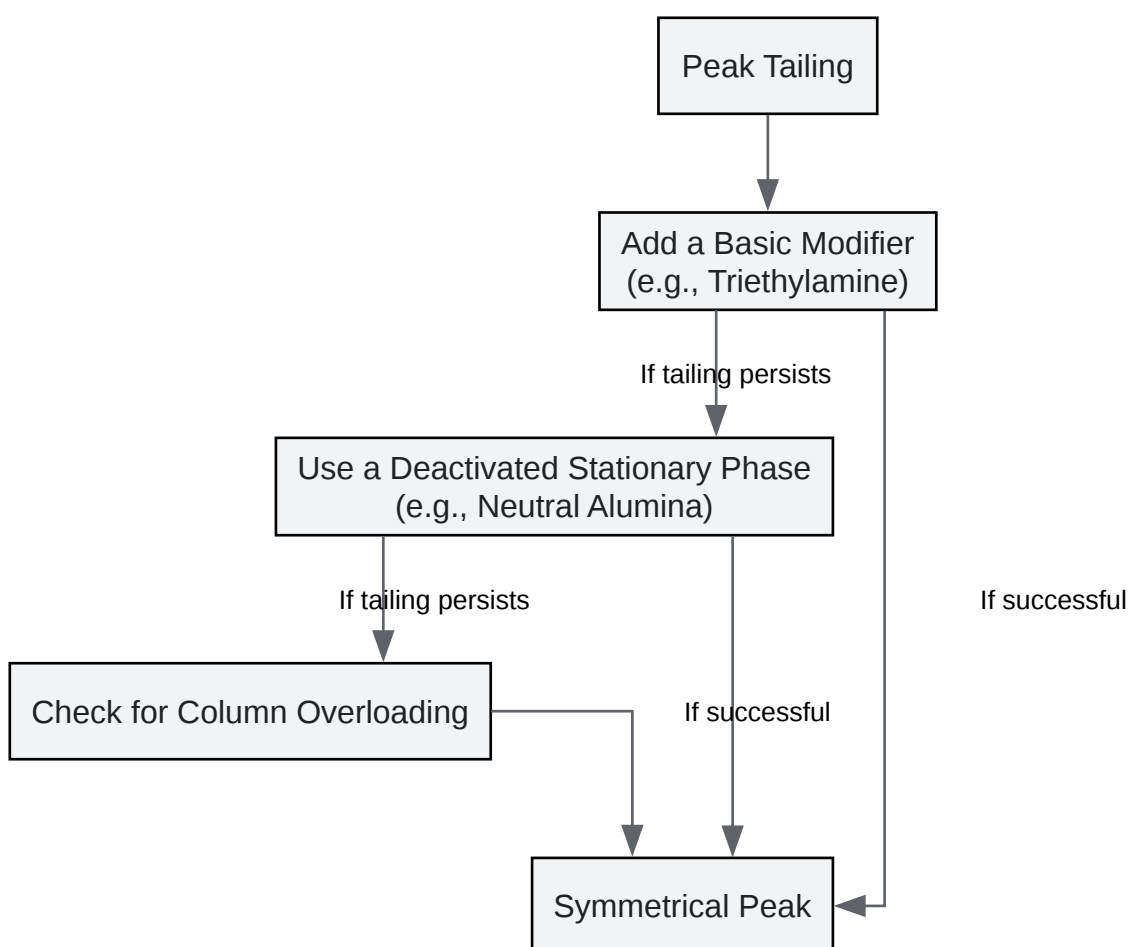 Peak Tailing
Add a Basic Modifier
(e.g., Triethylamine)
If tailing persists
Use a Deactivated Stationary Phase
(e.g., Neutral Alumina)
If tailing persists
If successful
Check for Column Overloading
If successful
Symmetrical Peak